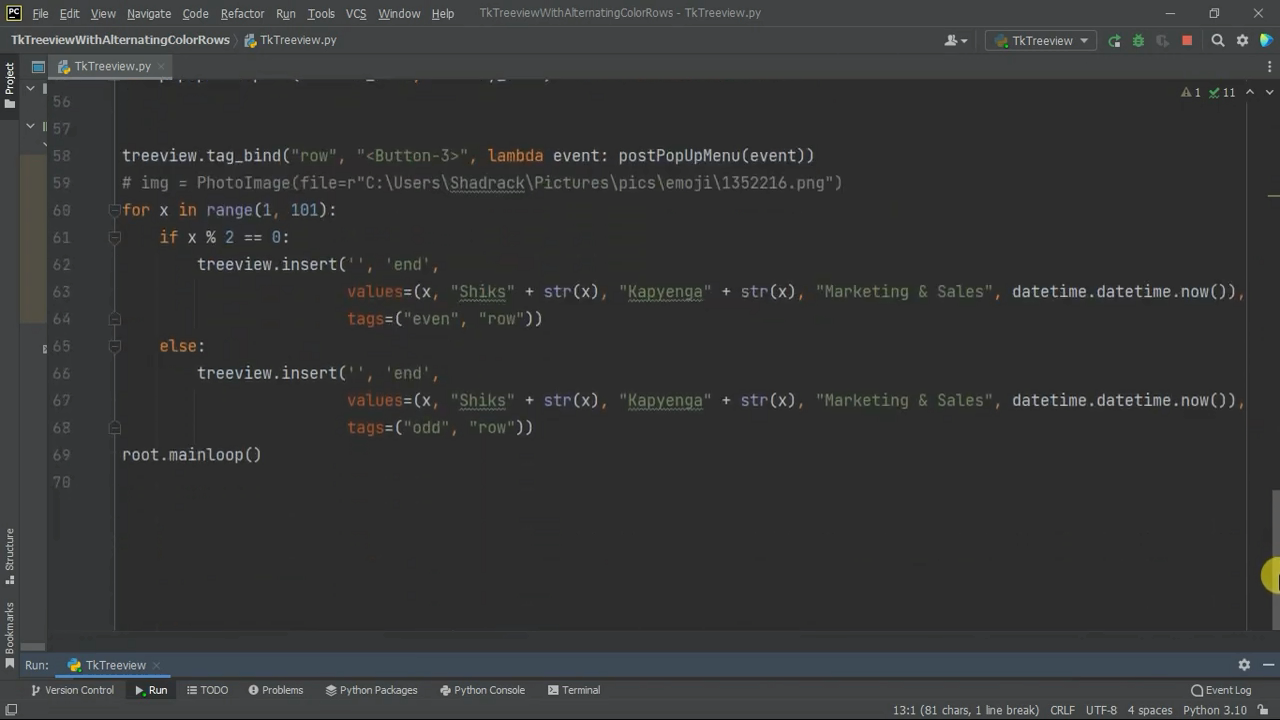 PC File Edit View Navigate Code Refactor Run Tools VCS Window Help TkTreeviewWithAlternatingColorRows - TkTreeview.py
TkTreeviewWithAlternatingColorRows TkTreeview.py TkTreeview
Project TkTreeview.py
1 11
56
57
58 treeview.tag_bind("row", "<Button-3>", lambda event: postPopUpMenu(event))
59 # img = PhotoImage(file=r"C:\Users\Shadrack\Pictures\pics\emoji\1352216.png")
60 for x in range(1, 101):
61 if x % 2 == 0:
62 treeview.insert('', 'end',
63 values=(x, "Shiks" + str(x), "Kapyenga" + str(x), "Marketing & Sales", datetime.datetime.now()),
64 tags=("even", "row"))
65 else:
66 treeview.insert('', 'end',
67 values=(x, "Shiks" + str(x), "Kapyenga" + str(x), "Marketing & Sales", datetime.datetime.now()),
68 tags=("odd", "row"))
69 root.mainloop()
70
Structure
Bookmarks
Run: TkTreeview
Version Control Run TODO Problems Python Packages Python Console Terminal Event Log
13:1 (81 chars, 1 line break) CRLF UTF-8 4 spaces Python 3.10